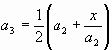 a₃ = 1/2 (a₂ + x/a₂)